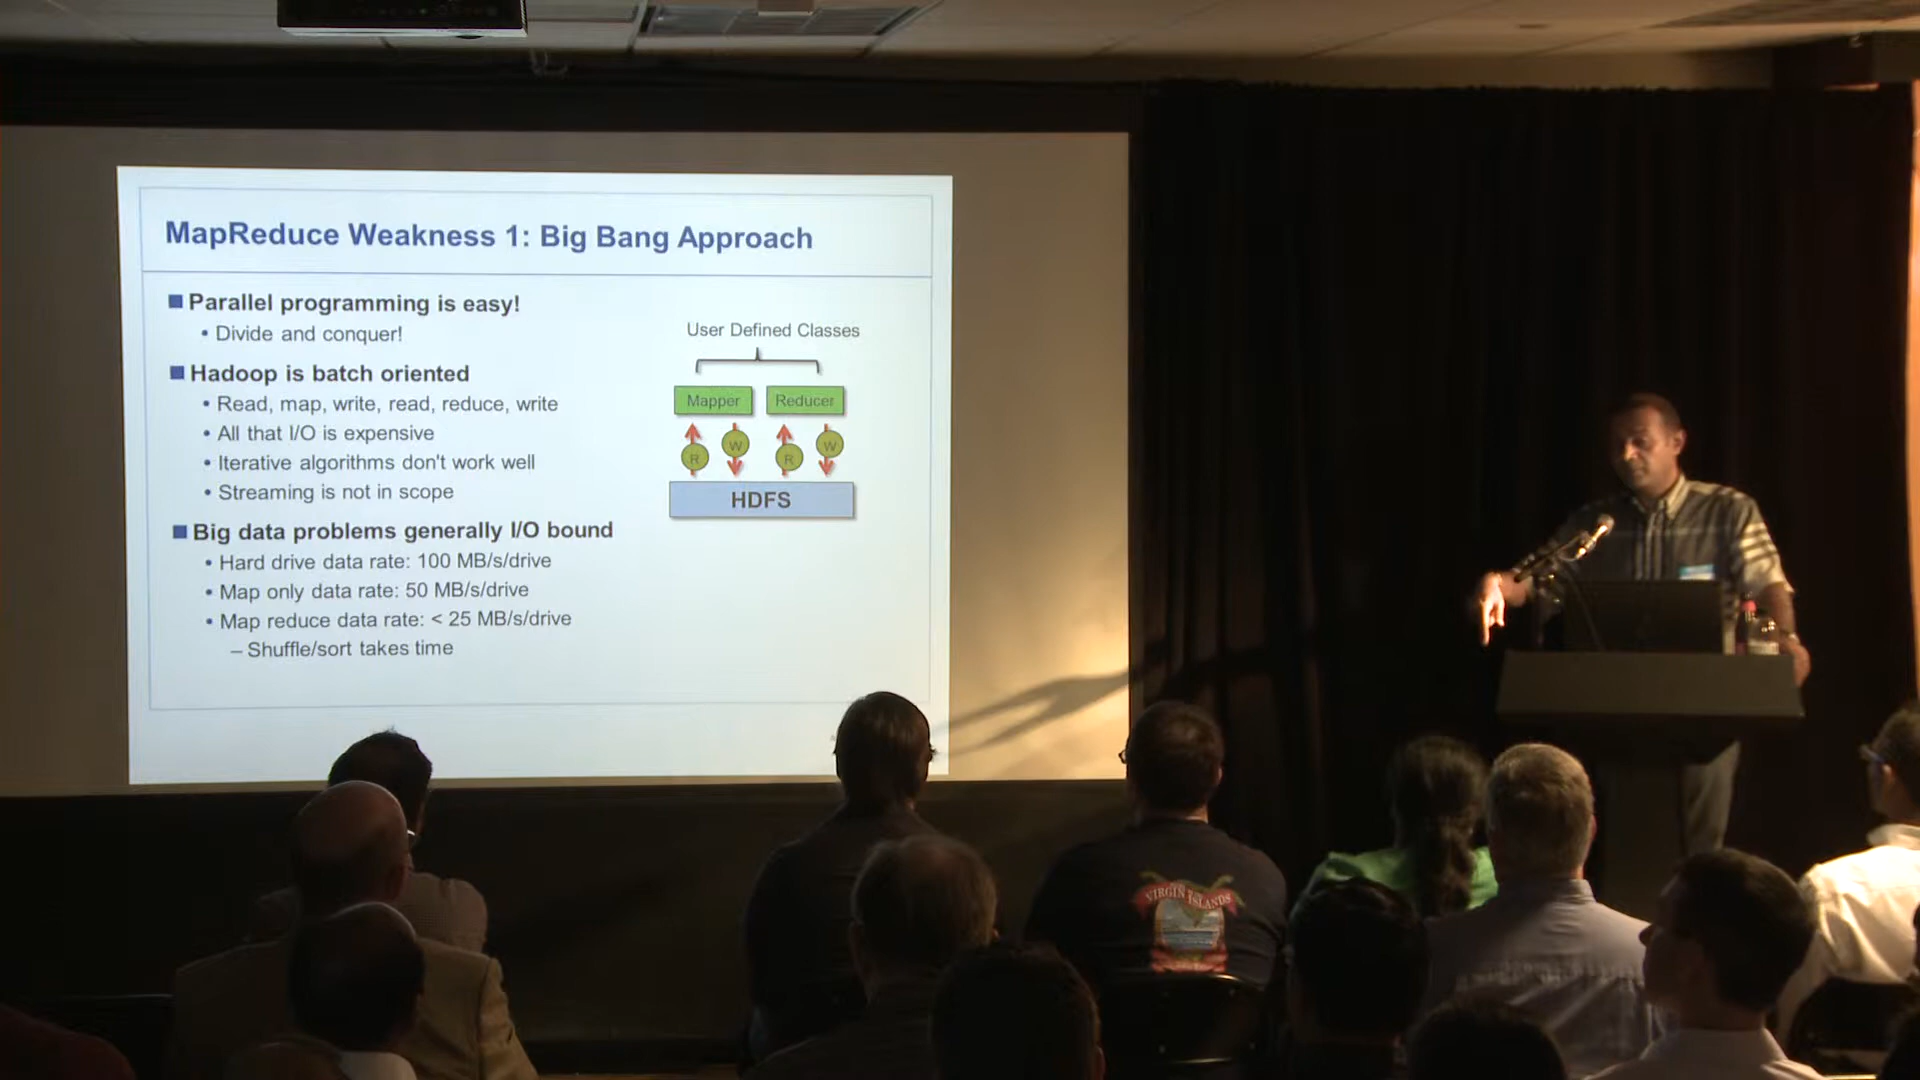 MapReduce Weakness 1: Big Bang Approach
Parallel programming is easy!
• Divide and conquer!
Hadoop is batch oriented
• Read, map, write, read, reduce, write
• All that I/O is expensive
• Iterative algorithms don't work well
• Streaming is not in scope
Big data problems generally I/O bound
• Hard drive data rate: 100 MB/s/drive
• Map only data rate: 50 MB/s/drive
• Map reduce data rate: < 25 MB/s/drive
– Shuffle/sort takes time
User Defined Classes
Mapper Reducer
R W R W
HDFS
VIRGIN ISLANDS